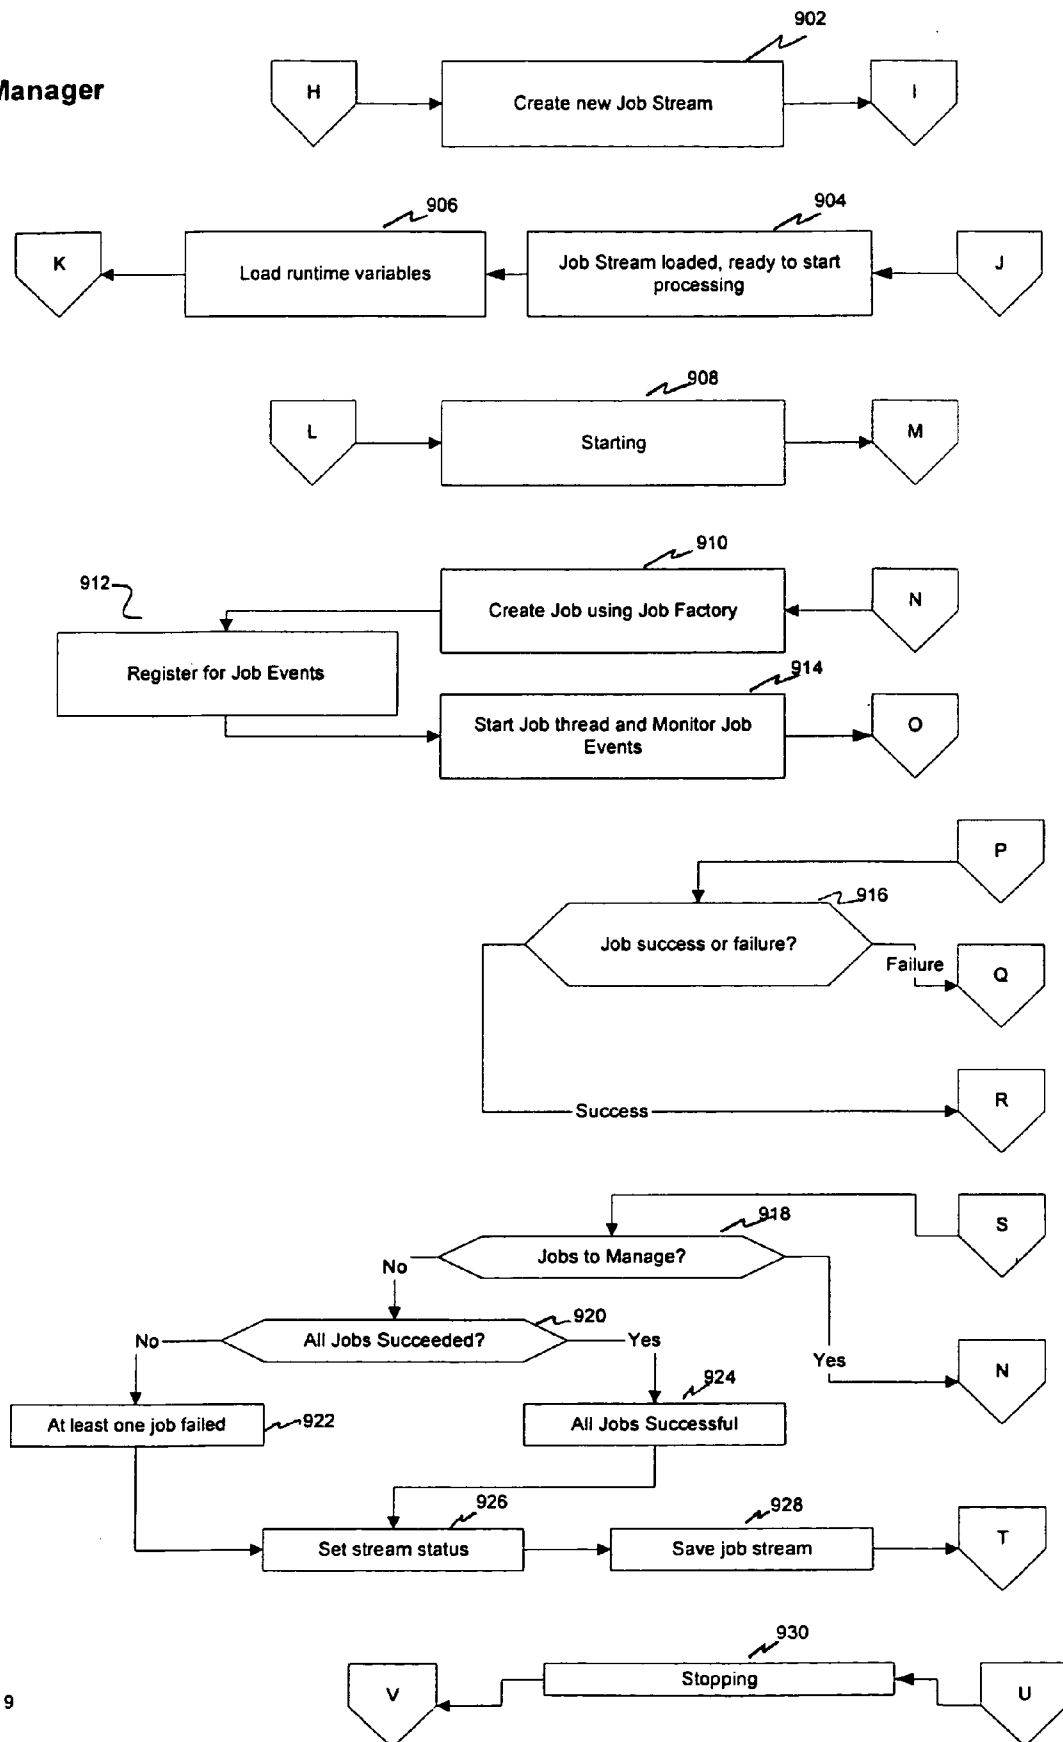 902
Manager
H
Create new Job Stream
I
906
904
K
Load runtime variables
Job Stream loaded, ready to start
processing
J
908
L
Starting
M
910
912
Create Job using Job Factory
N
Register for Job Events
914
Start Job thread and Monitor Job
Events
O
P
916
Job success or failure?
Failure
Q
R
Success
S
918
Jobs to Manage?
No
920
No
All Jobs Succeeded?
Yes
Yes
N
924
At least one job failed
922
All Jobs Successful
926
928
Set stream status
Save job stream
T
930
Stopping
V
U
9